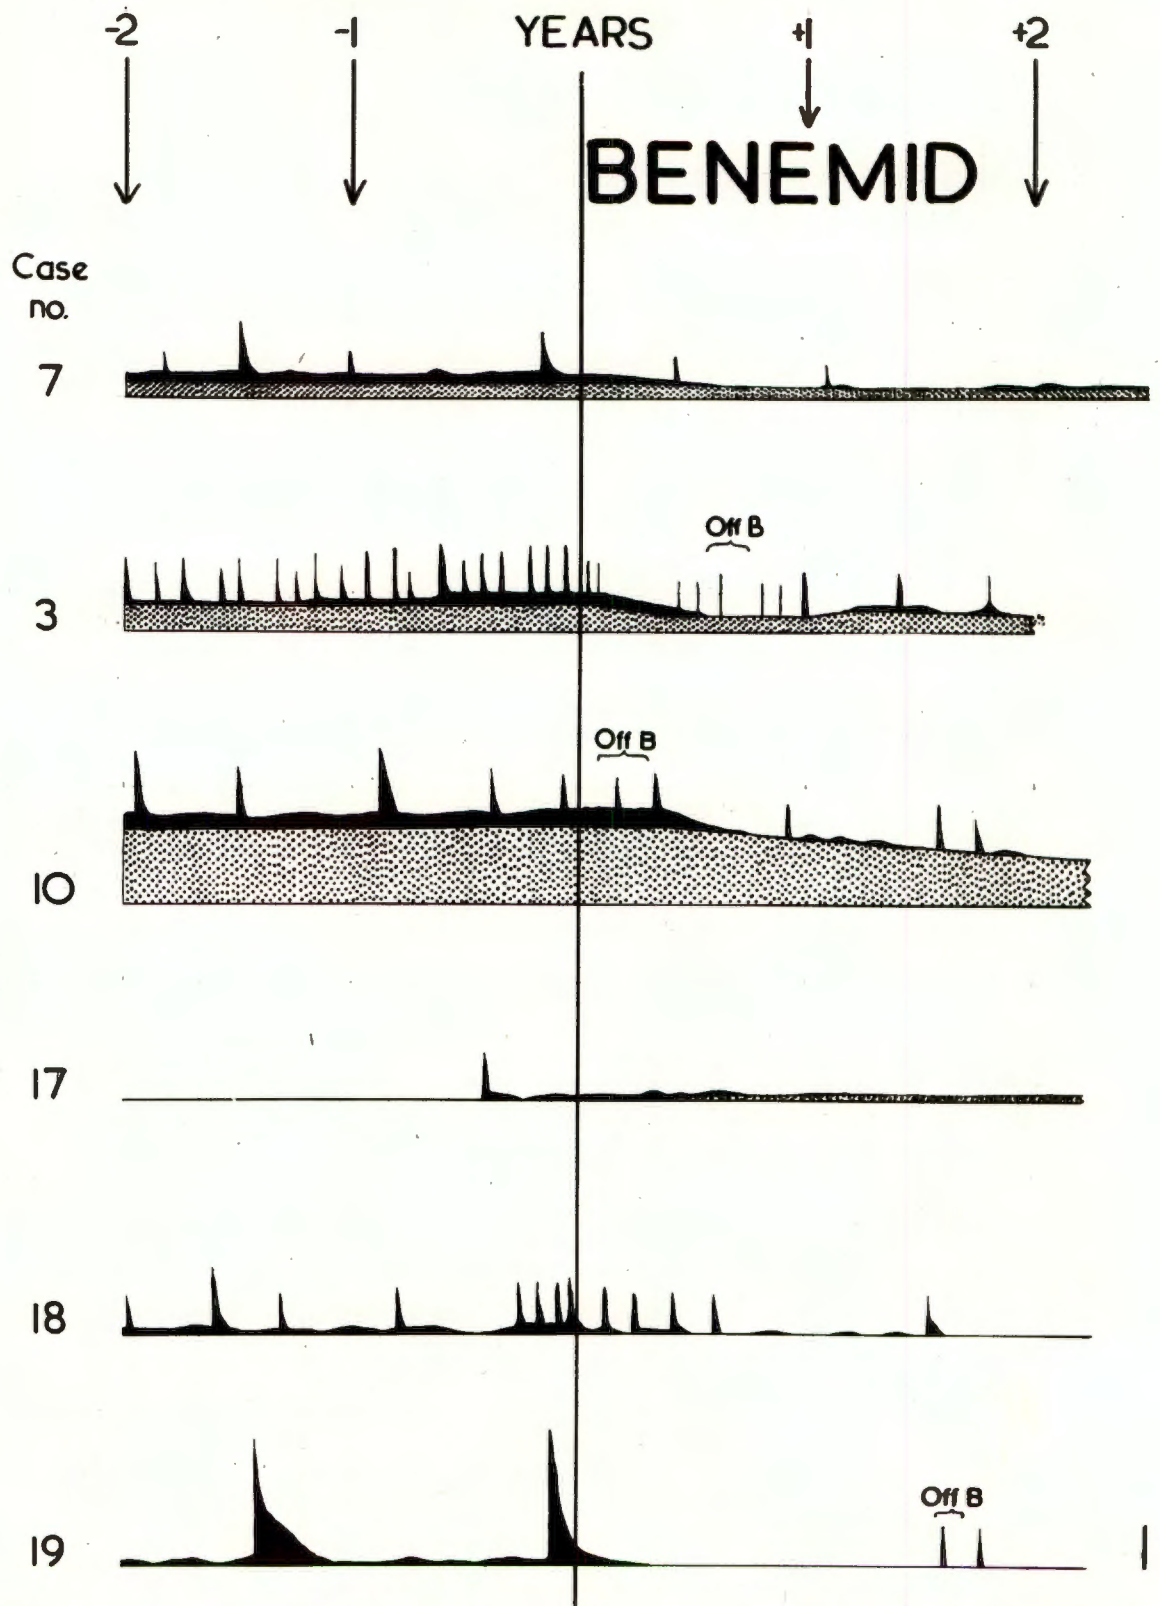 -2 -1 YEARS +1 +2
BENEMID
Case
no.
7
Off B
3
Off B
10
17
18
Off B
19